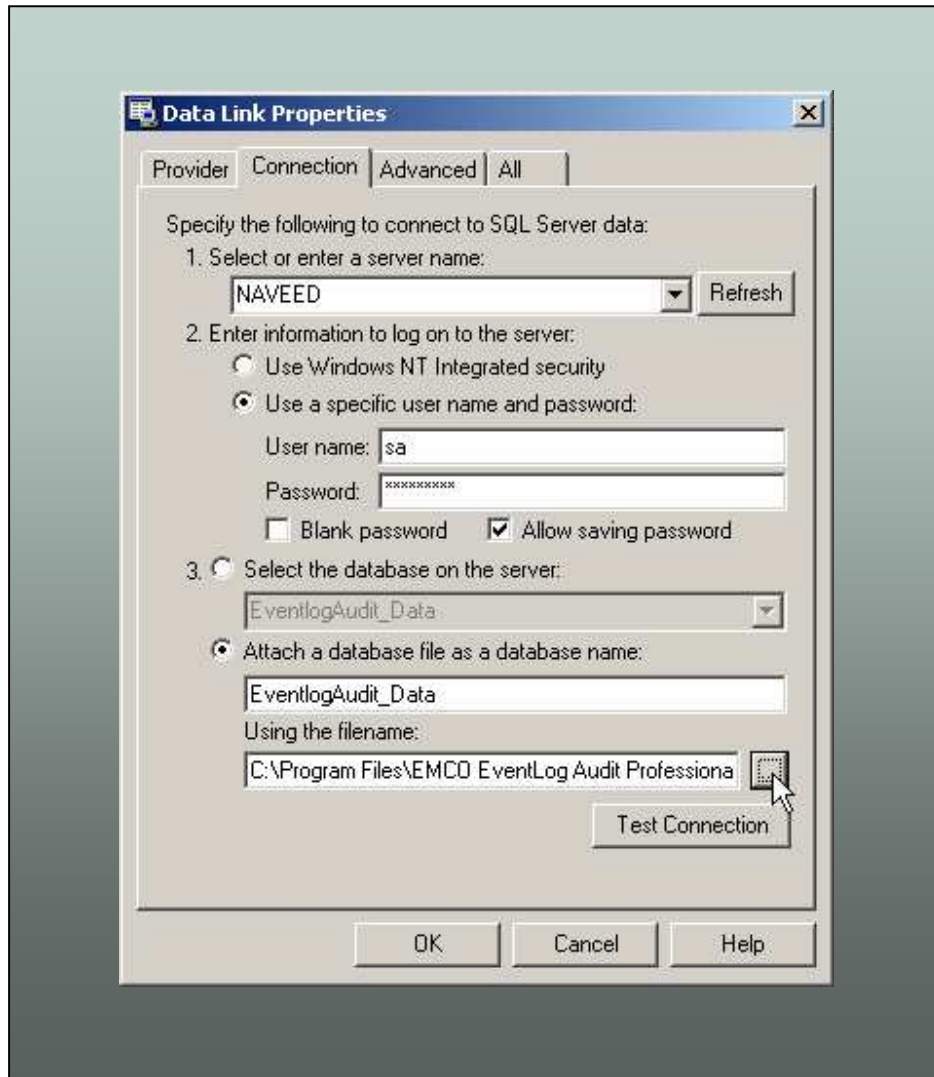 Data Link Properties
Provider Connection Advanced All
Specify the following to connect to SQL Server data:
1. Select or enter a server name:
NAVEED Refresh
2. Enter information to log on to the server:
Use Windows NT Integrated security
Use a specific user name and password:
User name: sa
Password: *********
Blank password Allow saving password
3. Select the database on the server:
EventlogAudit_Data
Attach a database file as a database name:
EventlogAudit_Data
Using the filename:
C:\Program Files\EMCO EventLog Audit Professiona ...
Test Connection
OK Cancel Help